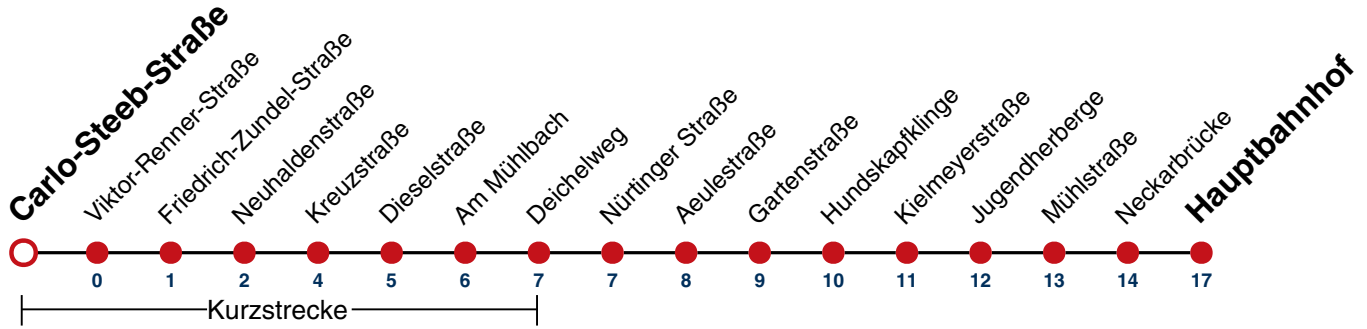 Carlo-Steeb-Straße
Viktor-Renner-Straße
Friedrich-Zundel-Straße
Neuhaldenstraße
Kreuzstraße
Dieselstraße
Am Mühlbach
Deichelweg
Nürtinger Straße
Aeulestraße
Gartenstraße
Hundskapfklinge
Kielmeyerstraße
Jugendherberge
Mühlstraße
Neckarbrücke
Hauptbahnhof
0 1 2 4 5 6 7 7 8 9 10 11 12 13 14 17
Kurzstrecke